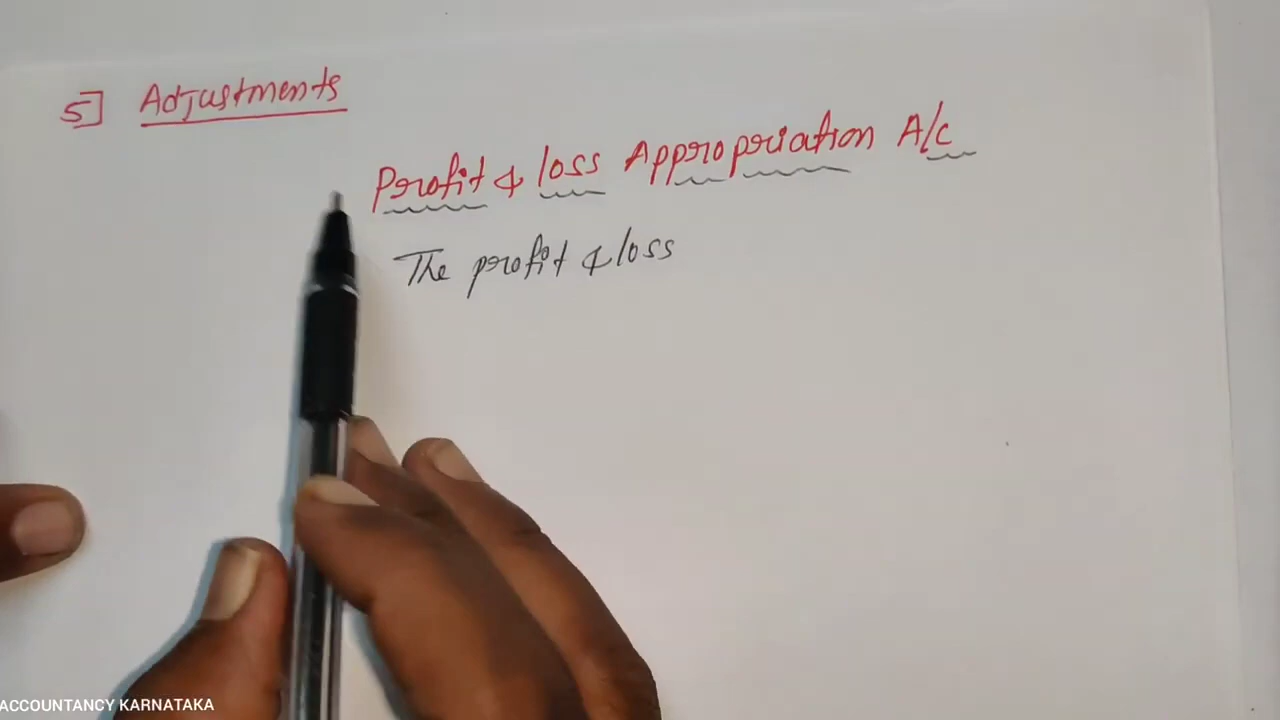 5] Adjustments
Profit & loss Appropriation A/c
The profit & loss
ACCOUNTANCY KARNATAKA